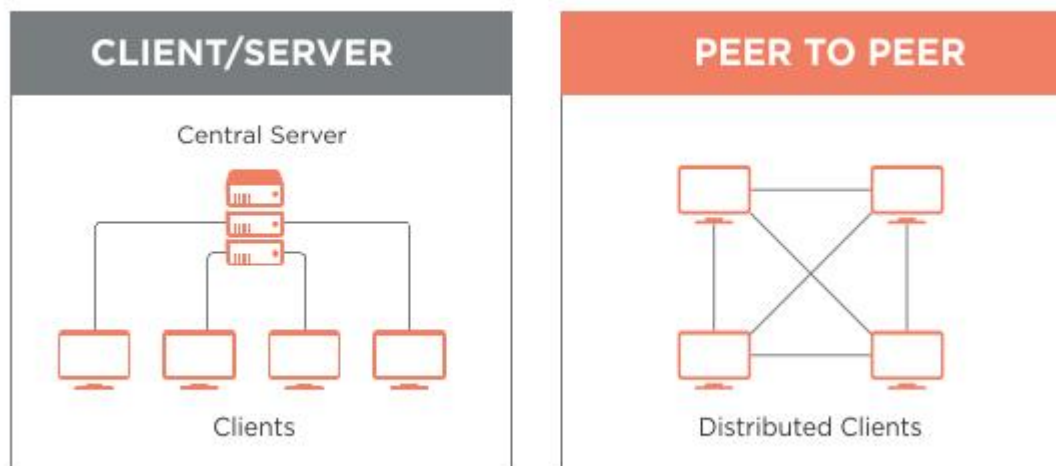 CLIENT/SERVER
Central Server
Clients
PEER TO PEER
Distributed Clients